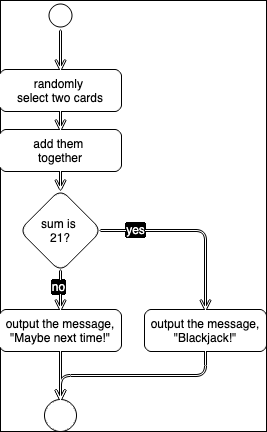 randomly
select two cards
add them
together
sum is
21?
yes
no
output the message,
"Maybe next time!"
output the message,
"Blackjack!"